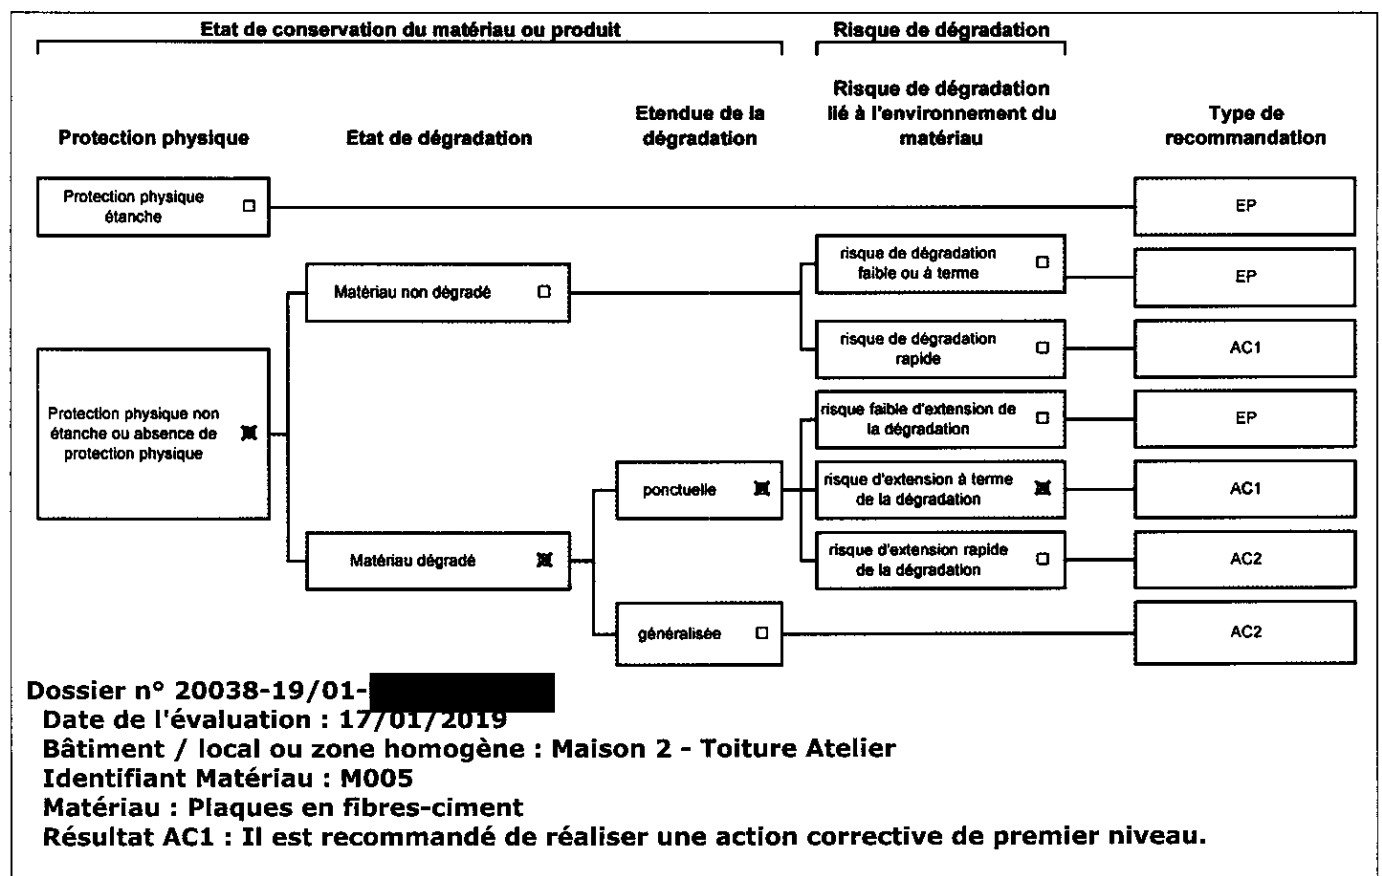 Etat de conservation du matériau ou produit
Risque de dégradation
Protection physique
Etat de dégradation
Etendue de la
dégradation
Risque de dégradation
lié à l'environnement du
matériau
Type de
recommandation
Protection physique
étanche
EP
risque de dégradation
faible ou à terme
EP
Matériau non dégradé
risque de dégradation
rapide
AC1
Protection physique non
étanche ou absence de
protection physique
risque faible d'extension de
la dégradation
EP
ponctuelle
risque d'extension à terme
de la dégradation
AC1
Matériau dégradé
risque d'extension rapide
de la dégradation
AC2
généralisée
AC2
Dossier n° 20038-19/01-
Date de l'évaluation : 17/01/2019
Bâtiment / local ou zone homogène : Maison 2 - Toiture Atelier
Identifiant Matériau : M005
Matériau : Plaques en fibres-ciment
Résultat AC1 : Il est recommandé de réaliser une action corrective de premier niveau.